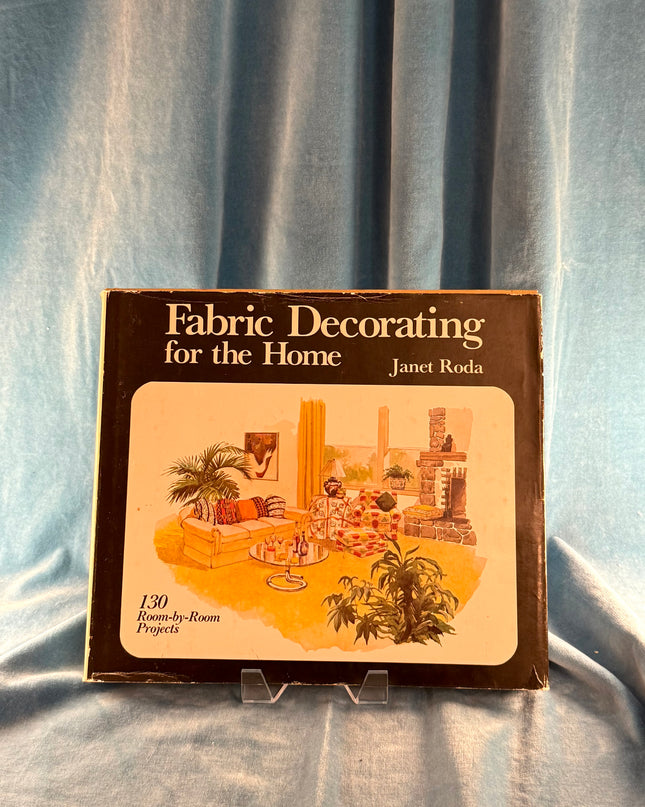 Fabric Decorating
for the Home
Janet Roda
130
Room-by-Room
Projects